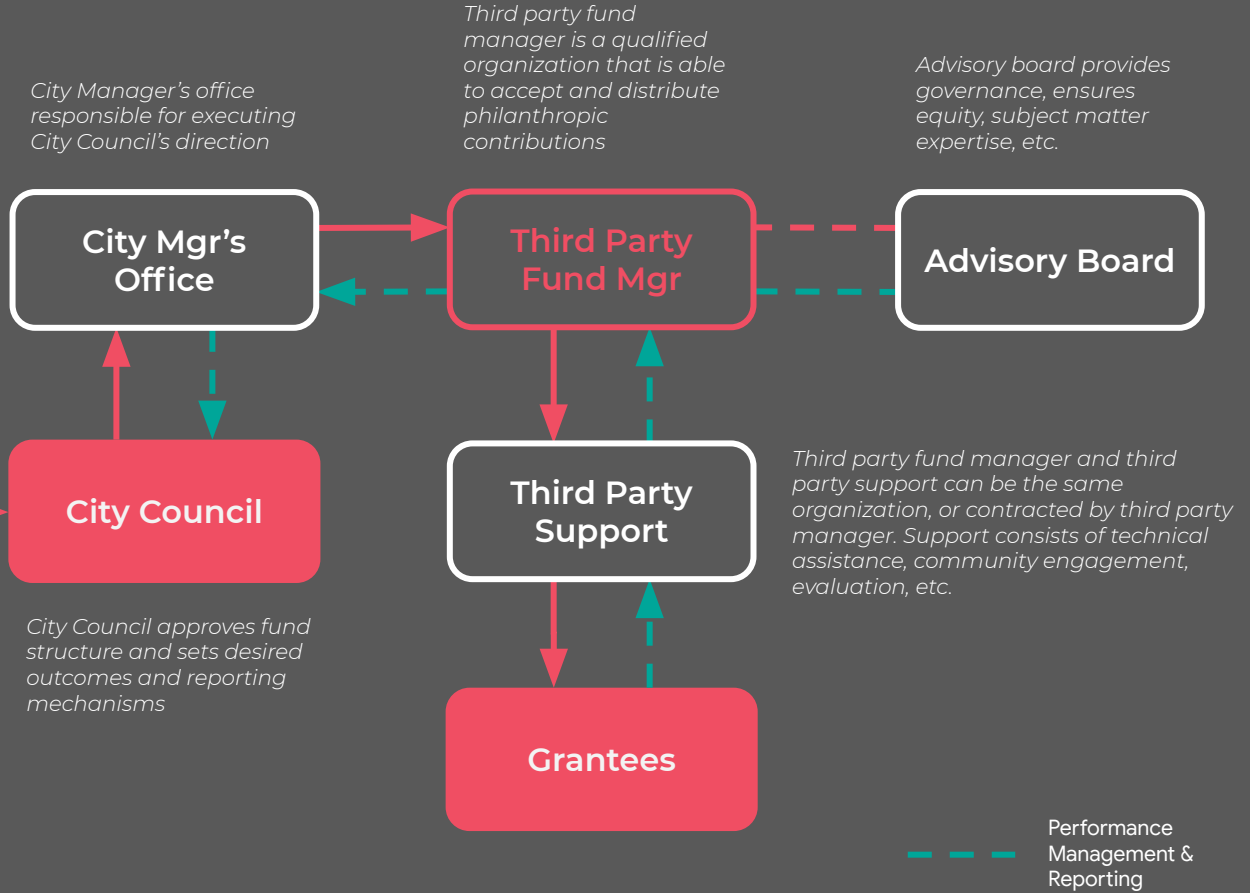 Third party fund
manager is a qualified
organization that is able
to accept and distribute
philanthropic
contributions
City Manager’s office
responsible for executing
City Council’s direction
Advisory board provides
governance, ensures
equity, subject matter
expertise, etc.
City Mgr’s
Office
Third Party
Fund Mgr
Advisory Board
City Council
Third Party
Support
Third party fund manager and third
party support can be the same
organization, or contracted by third party
manager. Support consists of technical
assistance, community engagement,
evaluation, etc.
City Council approves fund
structure and sets desired
outcomes and reporting
mechanisms
Grantees
Performance
Management &
Reporting